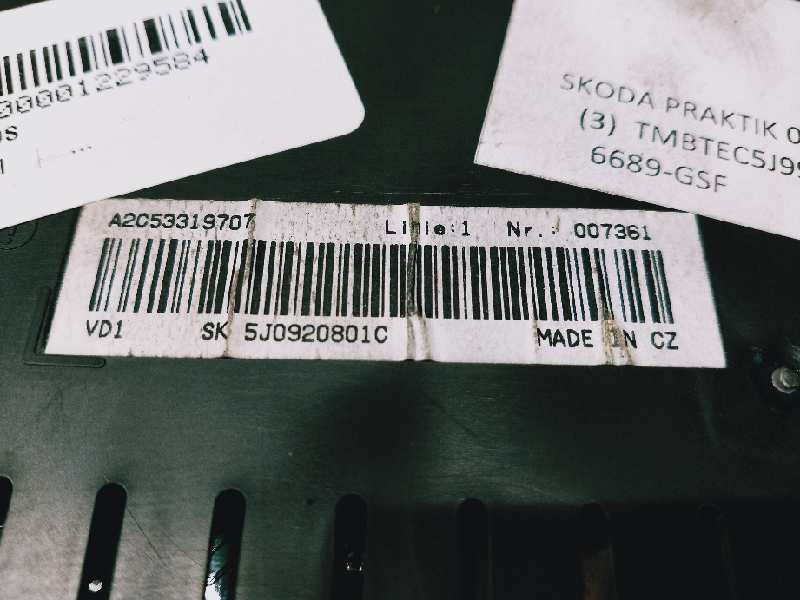 00001229584
SKODA PRAKTIK
(3) TMBTEC5J9
6689-GSF
A2C53319707 Linie:1 Nr.: 007361
VD1 SK 5J0920801C MADE IN CZ